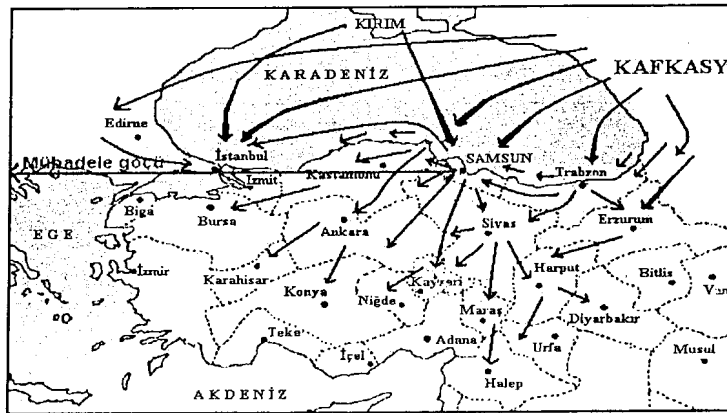 KIRIM
KARADENİZ
KAFKASY
Edirne
Mübadele göçü
İstanbul
İzmit
Kastamonu
SAMSUN
Trabzon
Biga
Bursa
Ankara
Sivas
Erzurum
EGE
İzmir
Karahisar
Konya
Niğde
Kayseri
Harput
Bitlis
Van
Maraş
Diyarbakır
Teke
İçel
Adana
Urfa
Musul
Halep
AKDENİZ